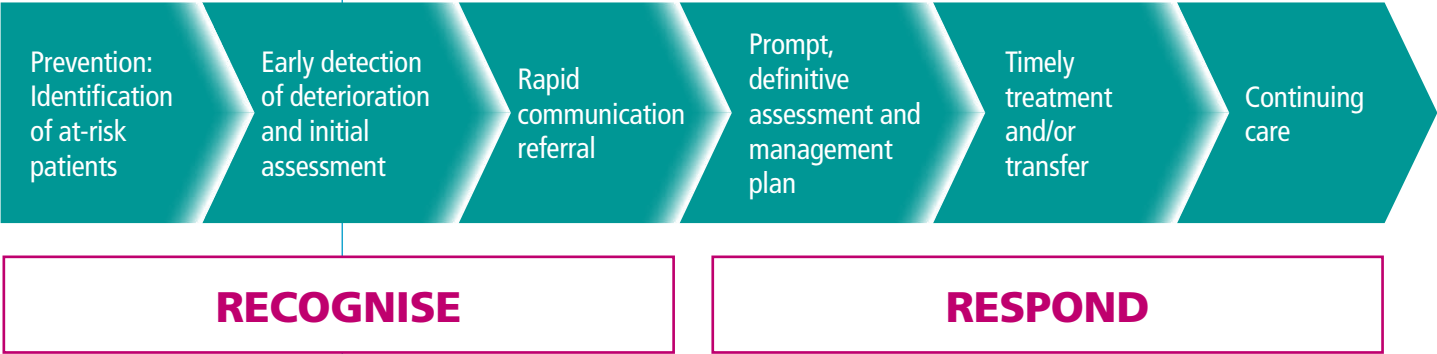 Prevention:
Identification
of at-risk
patients
Early detection
of deterioration
and initial
assessment
Rapid
communication
referral
Prompt,
definitive
assessment and
management
plan
Timely
treatment
and/or
transfer
Continuing
care
RECOGNISE
RESPOND